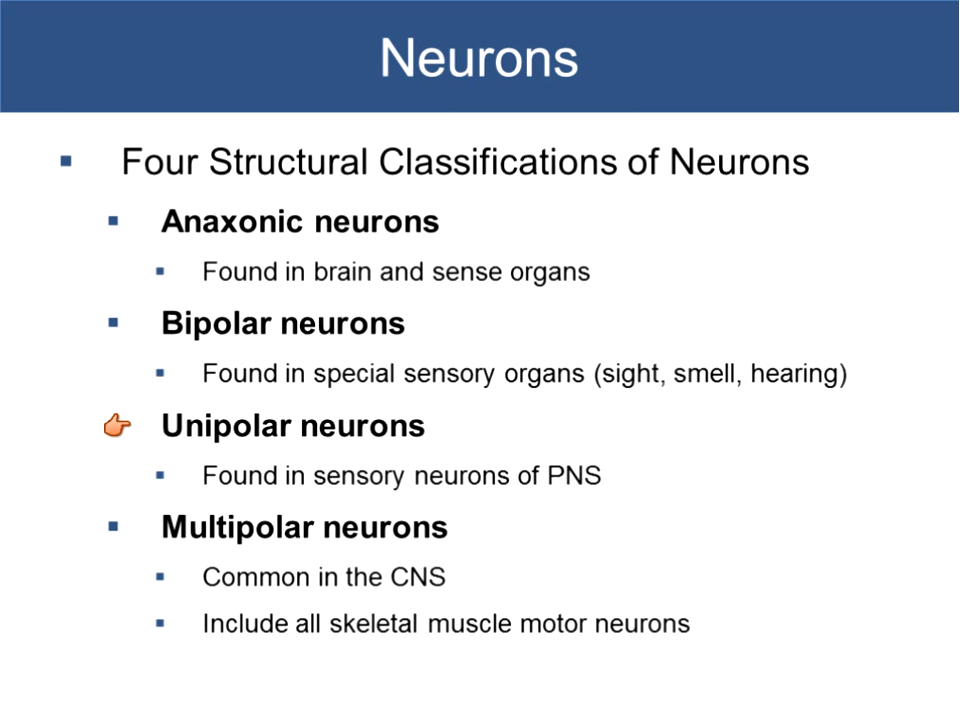 Neurons
Four Structural Classifications of Neurons
Anaxonic neurons
Found in brain and sense organs
Bipolar neurons
Found in special sensory organs (sight, smell, hearing)
Unipolar neurons
Found in sensory neurons of PNS
Multipolar neurons
Common in the CNS
Include all skeletal muscle motor neurons